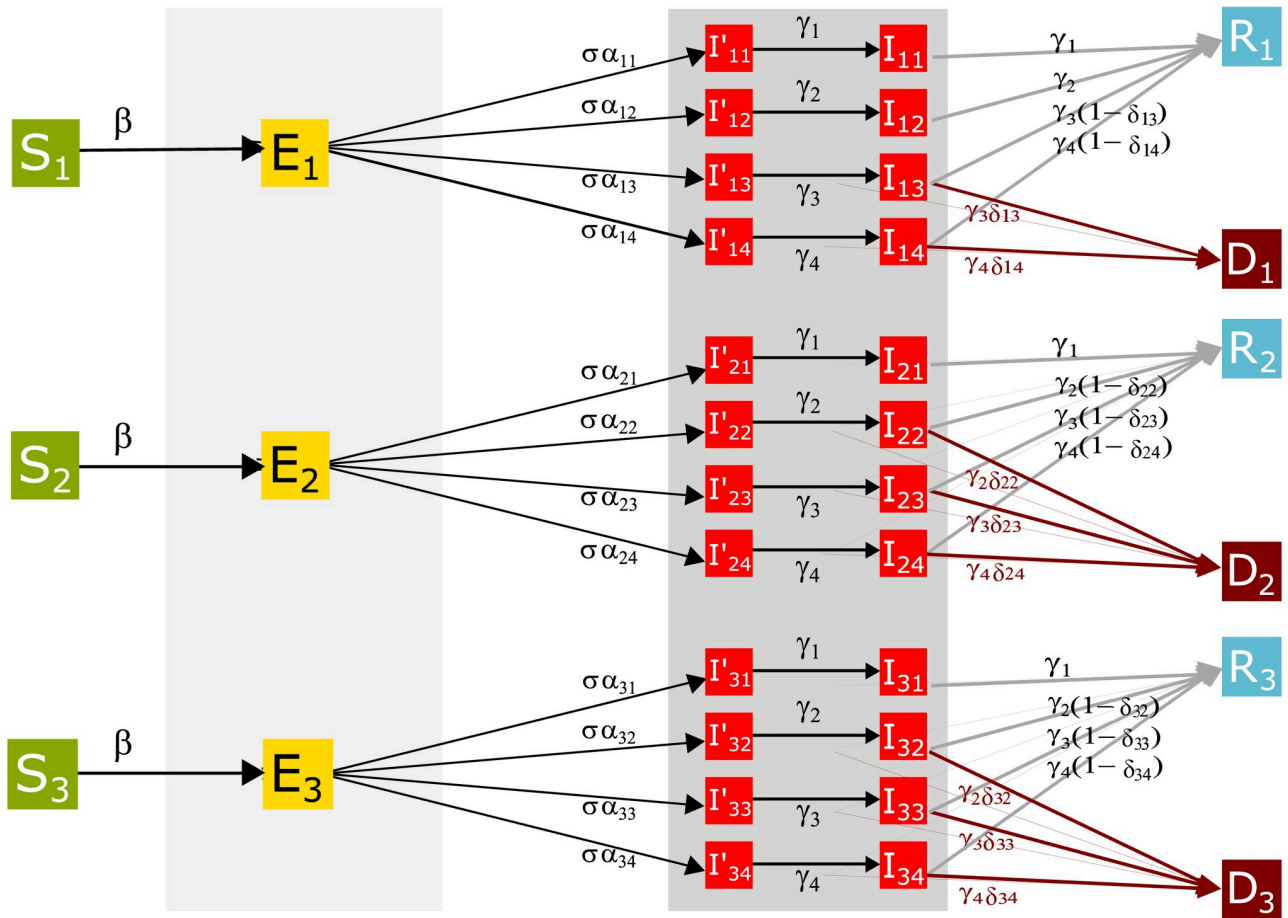 I'₁₁ γ₁ I₁₁ γ₁ R₁
σα₁₁
γ₂
I'₁₂ γ₂ I₁₂
σα₁₂
γ₃(1−δ₁₃)
S₁ β E₁
γ₄(1−δ₁₄)
σα₁₃
I'₁₃ γ₃ I₁₃
γ₃δ₁₃
σα₁₄
I'₁₄ γ₄ I₁₄
γ₄δ₁₄ D₁
I'₂₁ γ₁ I₂₁ γ₁ R₂
σα₂₁
γ₂(1−δ₂₂)
I'₂₂ γ₂ I₂₂
σα₂₂
γ₃(1−δ₂₃)
S₂ β E₂
γ₄(1−δ₂₄)
σα₂₃
γ₂δ₂₂
I'₂₃ γ₃ I₂₃
γ₃δ₂₃
σα₂₄
I'₂₄ γ₄ I₂₄
γ₄δ₂₄ D₂
I'₃₁ γ₁ I₃₁ γ₁ R₃
σα₃₁
γ₂(1−δ₃₂)
I'₃₂ γ₂ I₃₂
σα₃₂
γ₃(1−δ₃₃)
S₃ β E₃
γ₄(1−δ₃₄)
σα₃₃
γ₂δ₃₂
I'₃₃ γ₃ I₃₃
γ₃δ₃₃
σα₃₄
I'₃₄ γ₄ I₃₄
γ₄δ₃₄ D₃